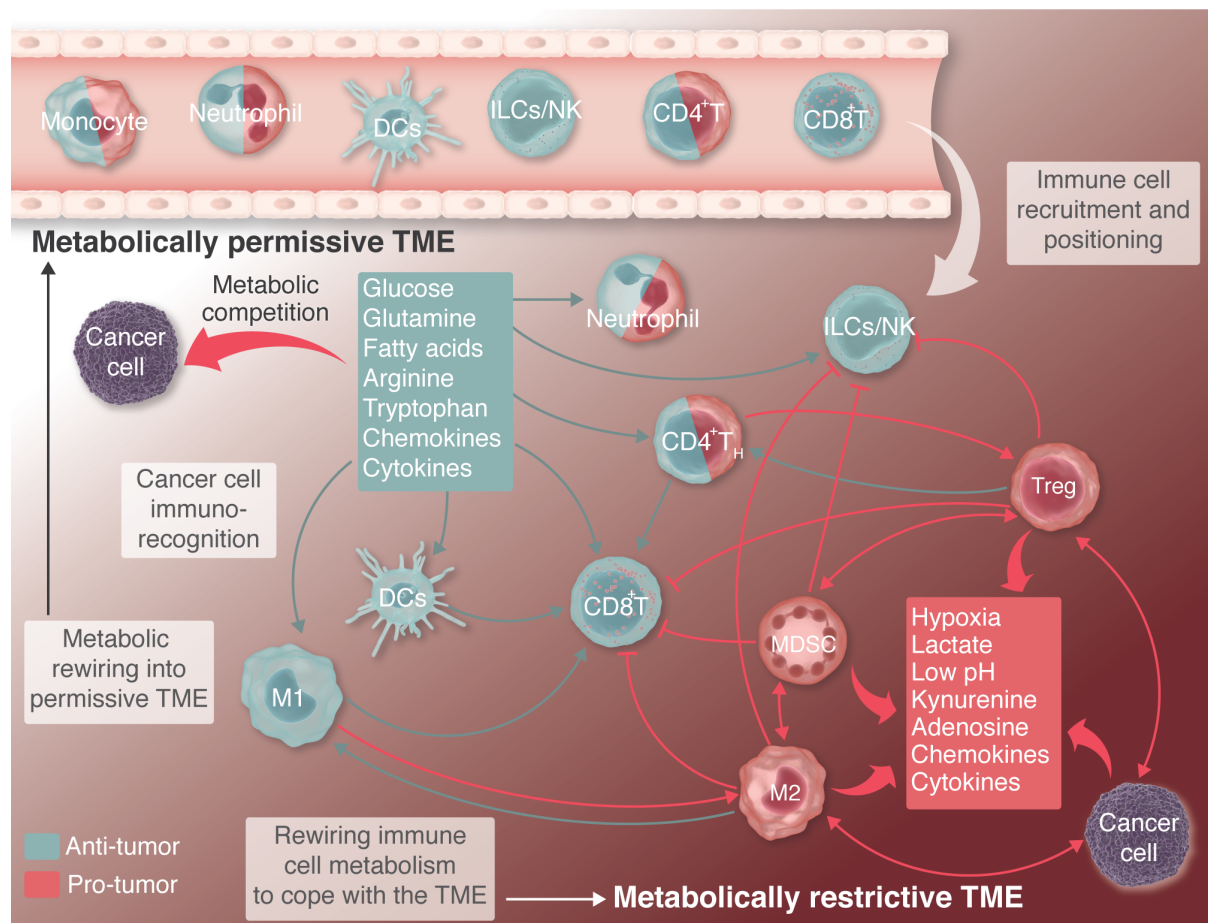 Monocyte
Neutrophil
DCs
ILCs/NK
CD4+T
CD8+T
Immune cell
recruitment and
positioning
Metabolically permissive TME
Metabolic
competition
Cancer
cell
Glucose
Glutamine
Fatty acids
Arginine
Tryptophan
Chemokines
Cytokines
Neutrophil
ILCs/NK
CD4+TH
Treg
Cancer cell
immuno-
recognition
DCs
CD8+T
MDSC
Hypoxia
Lactate
Low pH
Kynurenine
Adenosine
Chemokines
Cytokines
Metabolic
rewiring into
permissive TME
M1
M2
Cancer
cell
Anti-tumor
Pro-tumor
Rewiring immune
cell metabolism
to cope with the TME
Metabolically restrictive TME